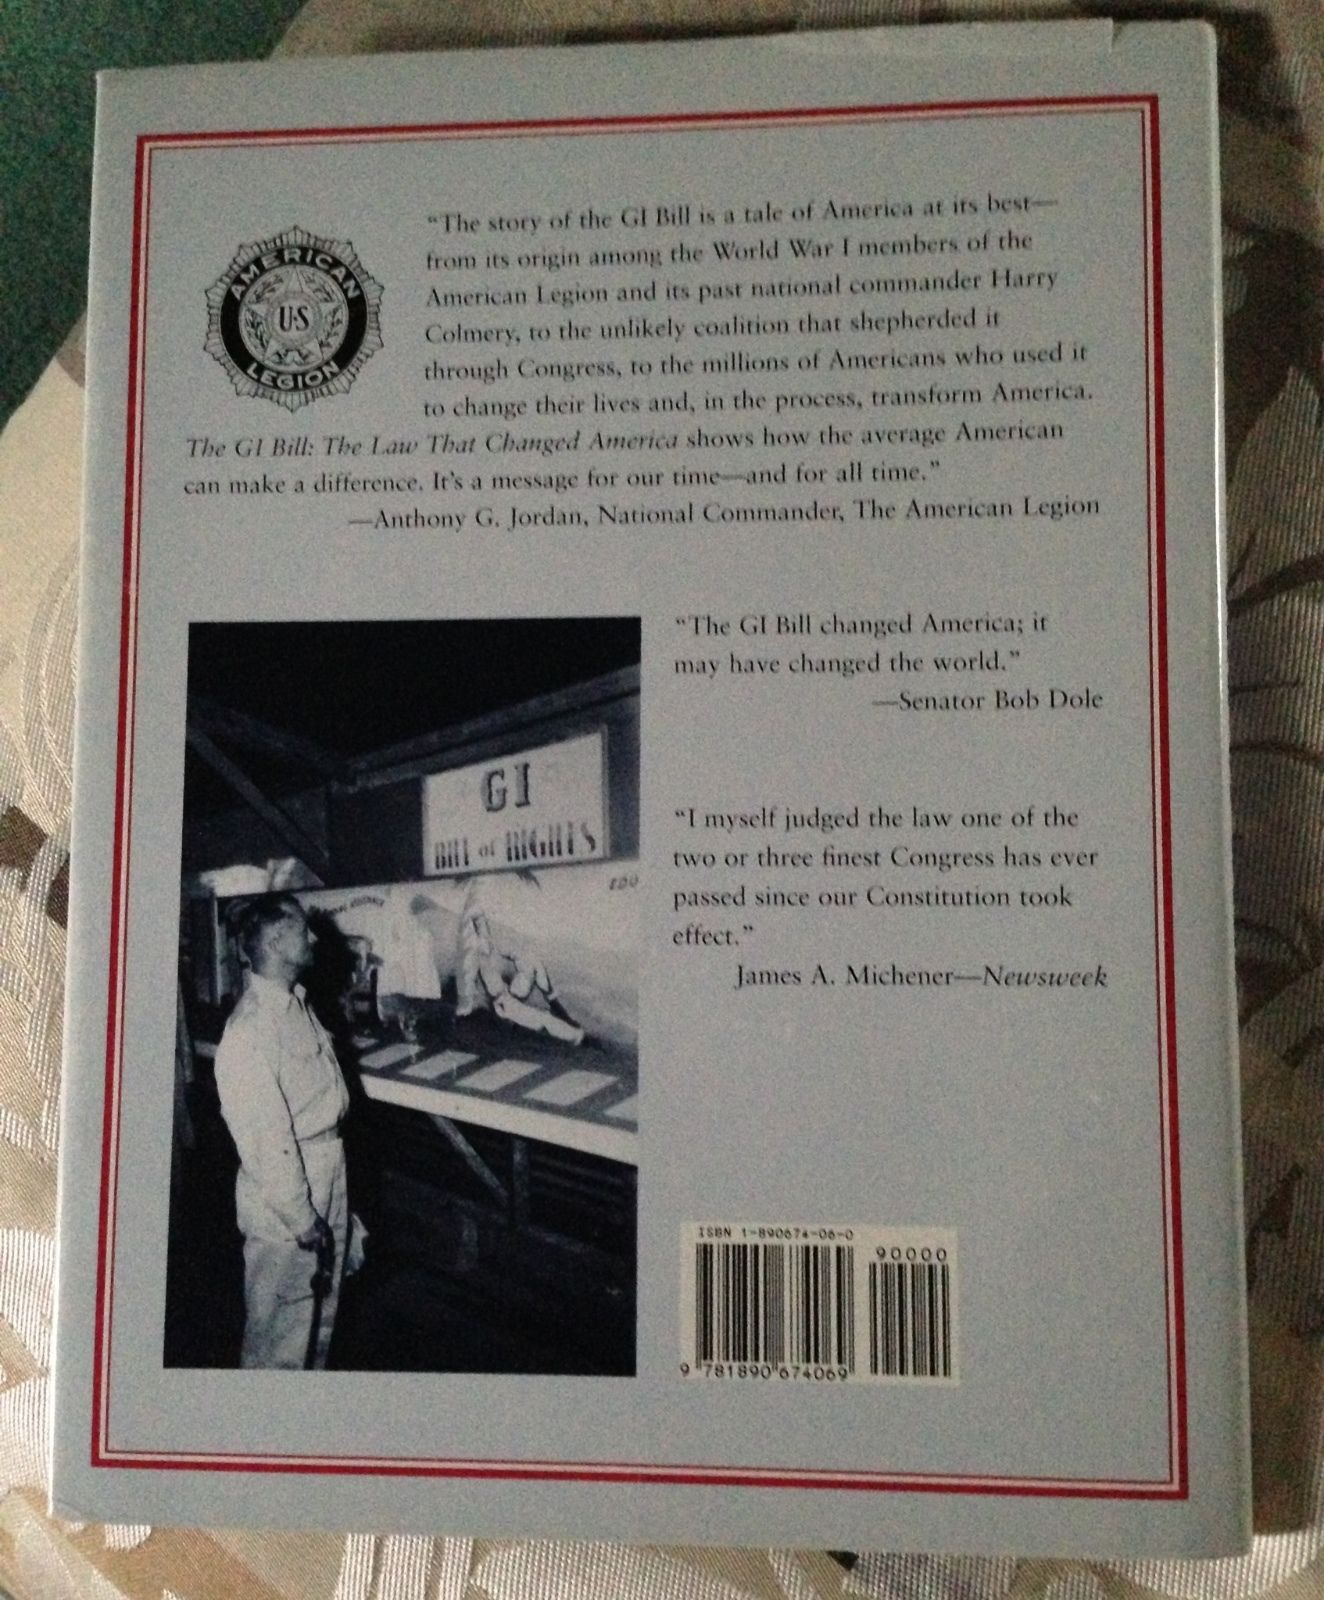 AMERICAN
U·S
LEGION
"The story of the GI Bill is a tale of America at its best—
from its origin among the World War I members of the
American Legion and its past national commander Harry
Colmery, to the unlikely coalition that shepherded it
through Congress, to the millions of Americans who used it
to change their lives and, in the process, transform America.
The GI Bill: The Law That Changed America shows how the average American
can make a difference. It's a message for our time—and for all time."
—Anthony G. Jordan, National Commander, The American Legion
"The GI Bill changed America; it
may have changed the world."
—Senator Bob Dole
GI
BILL of RIGHTS
"I myself judged the law one of the
two or three finest Congress has ever
passed since our Constitution took
effect."
James A. Michener—Newsweek
ISBN 1-890674-06-0
90000
9 781890 674069